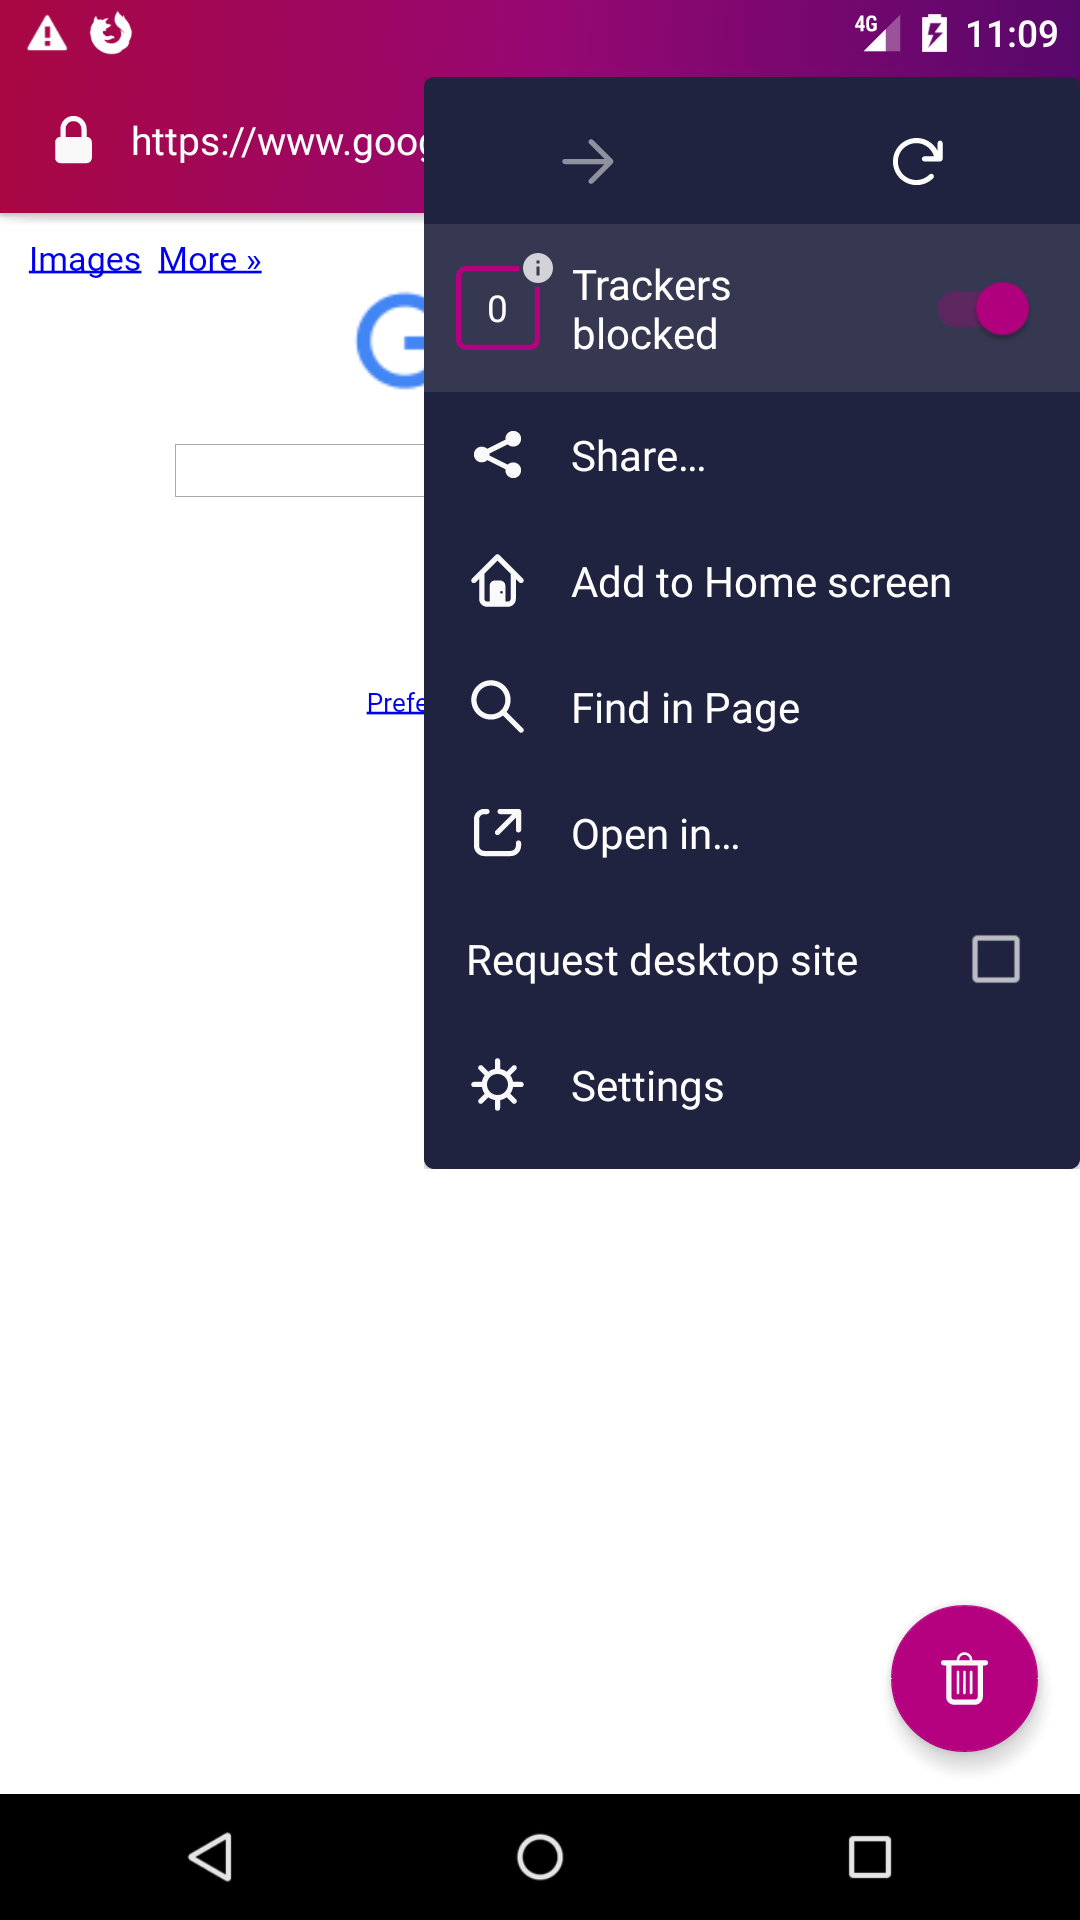 4G 11:09
https://www.goog
Images More »
0
Trackers
blocked
Share...
Add to Home screen
Prefe
Find in Page
Open in...
Request desktop site
Settings